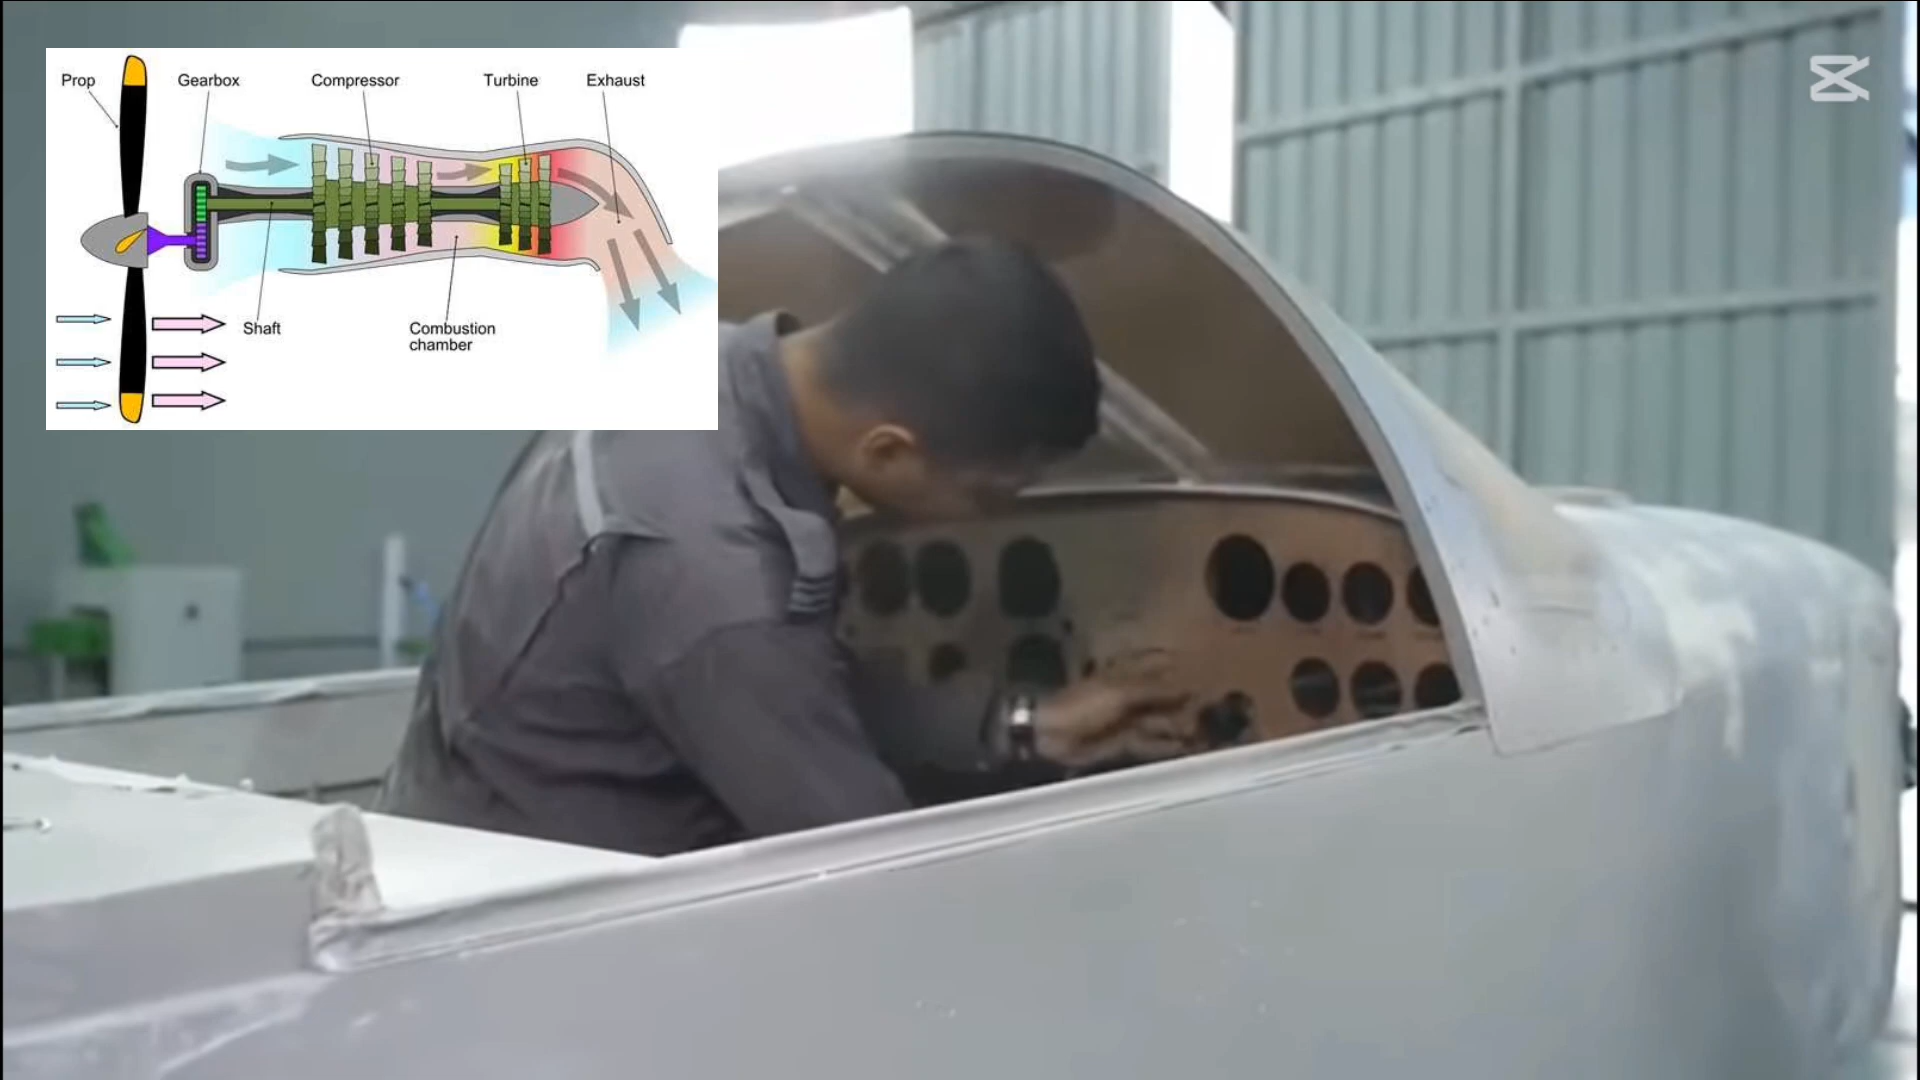 Prop
Gearbox
Compressor
Turbine
Exhaust
Shaft
Combustion
chamber